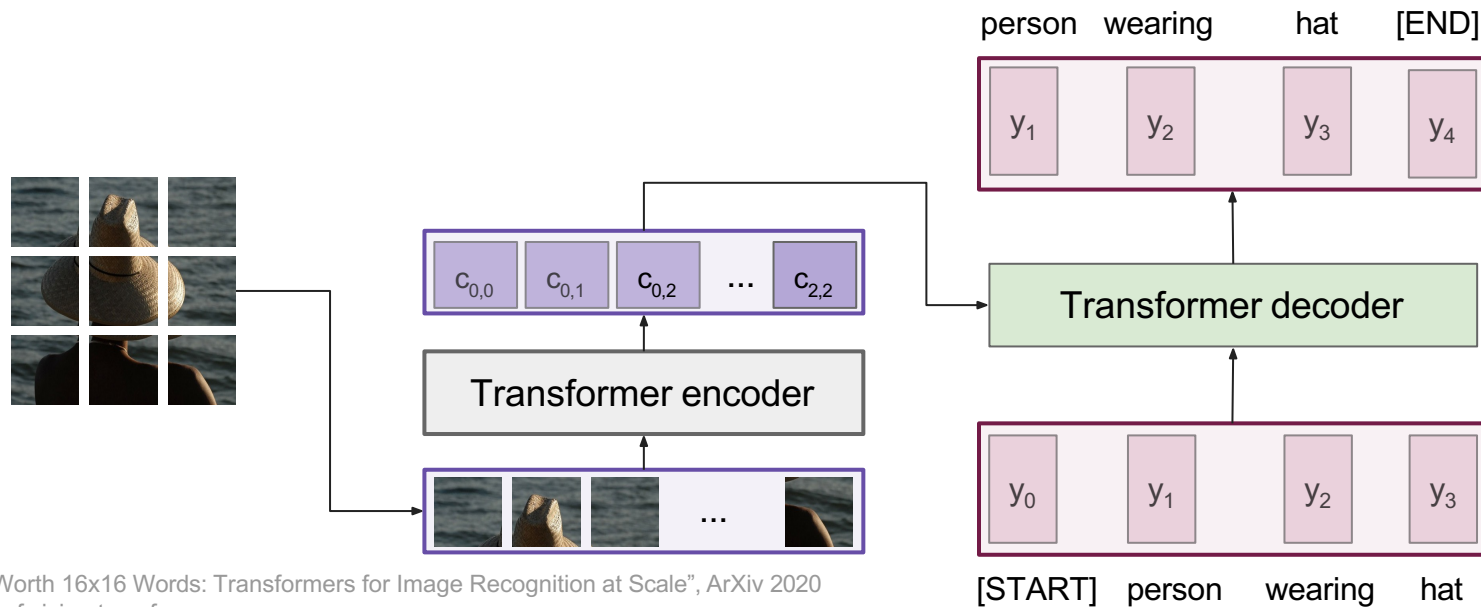 person wearing hat [END]
y1 y2 y3 y4
c0,0 c0,1 c0,2 ... c2,2
Transformer decoder
Transformer encoder
...
y0 y1 y2 y3
[START] person wearing hat
Worth 16x16 Words: Transformers for Image Recognition at Scale”, ArXiv 2020